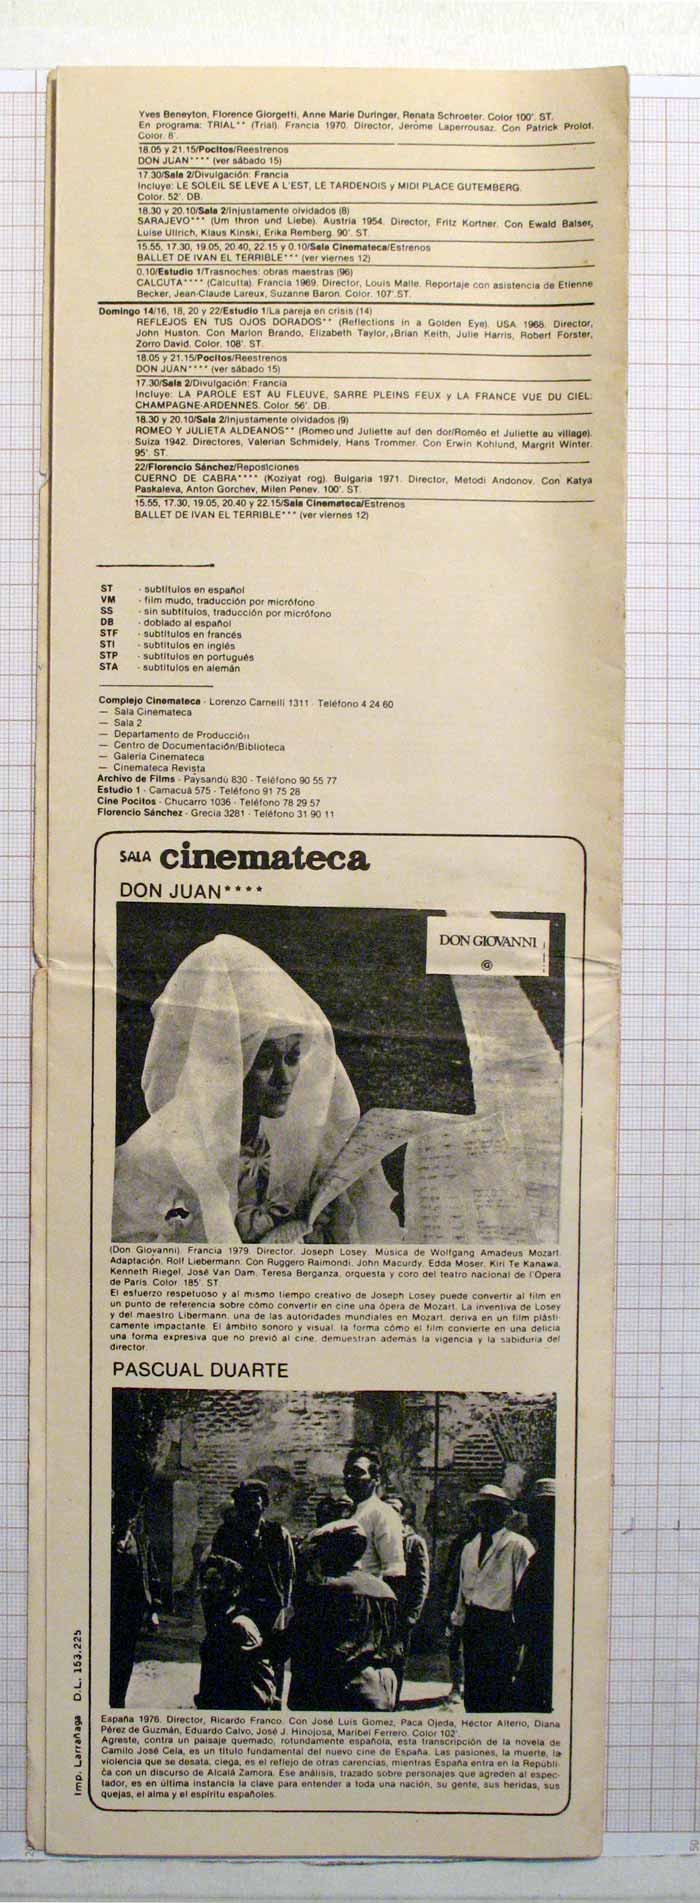 Yves Beneyton, Florence Giorgetti, Anne Marie Duringer, Renata Schroeter. Color 100'. ST.
En programa: TRIAL** (Trial). Francia 1970. Director, Jerome Laperrousaz. Con Patrick Prolot.
Color. 8'.
18.05 y 21.15/Pocitos/Reestrenos
DON JUAN**** (ver sábado 15)
17.30/Sala 2/Divulgación: Francia
Incluye: LE SOLEIL SE LEVE A L'EST, LE TARDENOIS y MIDI PLACE GUTEMBERG.
Color. 52'. DB.
18.30 y 20.10/Sala 2/Injustamente olvidados (8)
SARAJEVO*** (Um thron und Liebe). Austria 1954. Director, Fritz Kortner. Con Ewald Balser,
Luise Ullrich, Klaus Kinski, Erika Remberg. 90'. ST.
15.55, 17.30, 19.05, 20.40, 22.15 y 0.10/Sala Cinemateca/Estrenos
BALLET DE IVAN EL TERRIBLE*** (ver viernes 12)
0.10/Estudio 1/Trasnoches: obras maestras (96)
CALCUTA**** (Calcutta). Francia 1969. Director, Louis Malle. Reportaje con asistencia de Etienne
Becker, Jean-Claude Lareux, Suzanne Baron. Color. 107'.ST.
Domingo 14/16, 18, 20 y 22/Estudio 1/La pareja en crisis (14)
REFLEJOS EN TUS OJOS DORADOS** (Reflections in a Golden Eye). USA 1968. Director,
John Huston. Con Marlon Brando, Elizabeth Taylor, Brian Keith, Julie Harris, Robert Forster,
Zorro David. Color. 108'. ST.
18.05 y 21.15/Pocitos/Reestrenos
DON JUAN**** (ver sábado 15)
17.30/Sala 2/Divulgación: Francia
Incluye: LA PAROLE EST AU FLEUVE, SARRE PLEINS FEUX y LA FRANCE VUE DU CIEL:
CHAMPAGNE-ARDENNES. Color. 56'. DB.
18.30 y 20.10/Sala 2/Injustamente olvidados (9)
ROMEO Y JULIETA ALDEANOS** (Romeo und Juliette auf den dor/Roméo et Juliette au village).
Suiza 1942. Directores, Valerian Schmidely, Hans Trommer. Con Erwin Kohlund, Margrit Winter.
95'. ST.
22/Florencio Sánchez/Reposiciones
CUERNO DE CABRA**** (Koziyat rog). Bulgaria 1971. Director, Metodi Andonov. Con Katya
Paskaleva, Anton Gorchev, Milen Penev. 100'. ST.
15.55, 17.30, 19.05, 20.40 y 22.15/Sala Cinemateca/Estrenos
BALLET DE IVAN EL TERRIBLE*** (ver viernes 12)
ST - subtítulos en español
VM - film mudo, traducción por micrófono
SS - sin subtítulos, traducción por micrófono
DB - doblado al español
STF - subtítulos en francés
STI - subtítulos en inglés
STP - subtítulos en portugués
STA - subtítulos en alemán
Complejo Cinemateca - Lorenzo Carnelli 1311 - Teléfono 4 24 60
— Sala Cinemateca
— Sala 2
— Departamento de Producción
— Centro de Documentación/Biblioteca
— Galería Cinemateca
— Cinemateca Revista
Archivo de Films - Paysandú 830 - Teléfono 90 55 77
Estudio 1 - Camacuá 575 - Teléfono 91 75 28
Cine Pocitos - Chucarro 1036 - Teléfono 78 29 57
Florencio Sánchez - Grecia 3281 - Teléfono 31 90 11
SALA cinemateca
DON JUAN****
DON GIOVANNI
(Don Giovanni). Francia 1979. Director, Joseph Losey. Música de Wolfgang Amadeus Mozart.
Adaptación, Rolf Liebermann. Con Ruggero Raimondi, John Macurdy, Edda Moser, Kiri Te Kanawa,
Kenneth Riegel, José Van Dam, Teresa Berganza, orquesta y coro del teatro nacional de l'Opera
de París. Color. 185'. ST.
El esfuerzo respetuoso y al mismo tiempo creativo de Joseph Losey puede convertir al film en
un punto de referencia sobre cómo convertir en cine una ópera de Mozart. La inventiva de Losey
y del maestro Libermann, una de las autoridades mundiales en Mozart, deriva en un film plásti-
camente impactante. El ámbito sonoro y visual, la forma cómo el film convierte en una delicia
una forma expresiva que no previó al cine, demuestran además la vigencia y la sabiduría del
director.
PASCUAL DUARTE
España 1976. Director, Ricardo Franco. Con José Luis Gomez, Paca Ojeda, Héctor Alterio, Diana
Pérez de Guzmán, Eduardo Calvo, José J. Hinojosa, Maribel Ferrero. Color 102'.
Agreste, contra un paisaje quemado, rotundamente española, esta transcripción de la novela de
Camilo José Cela, es un título fundamental del nuevo cine de España. Las pasiones, la muerte, la
violencia que se desata, ciega, es el reflejo de otras carencias, mientras España entra en la Repúbli-
ca con un discurso de Alcalá Zamora. Ese análisis, trazado sobre personajes que agreden al espec-
tador, es en última instancia la clave para entender a toda una nación, su gente, sus heridas, sus
quejas, el alma y el espíritu españoles.
Imp. Larrañaga D.L. 153.225
50